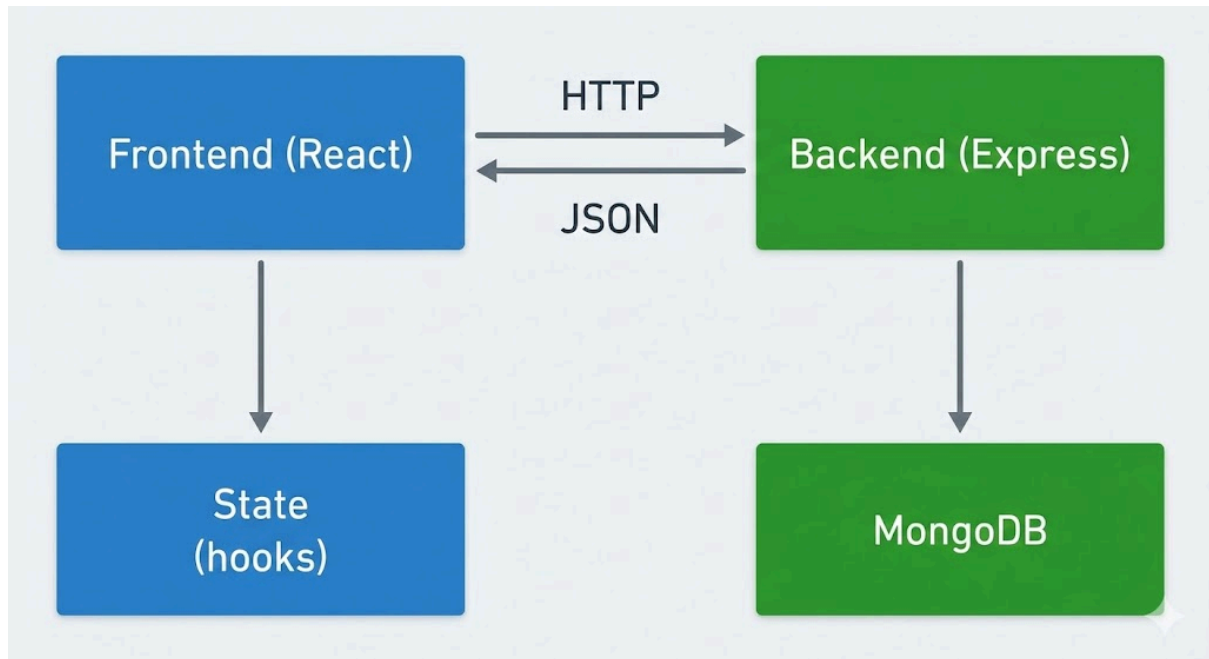 Frontend (React)
HTTP
JSON
Backend (Express)
State
(hooks)
MongoDB